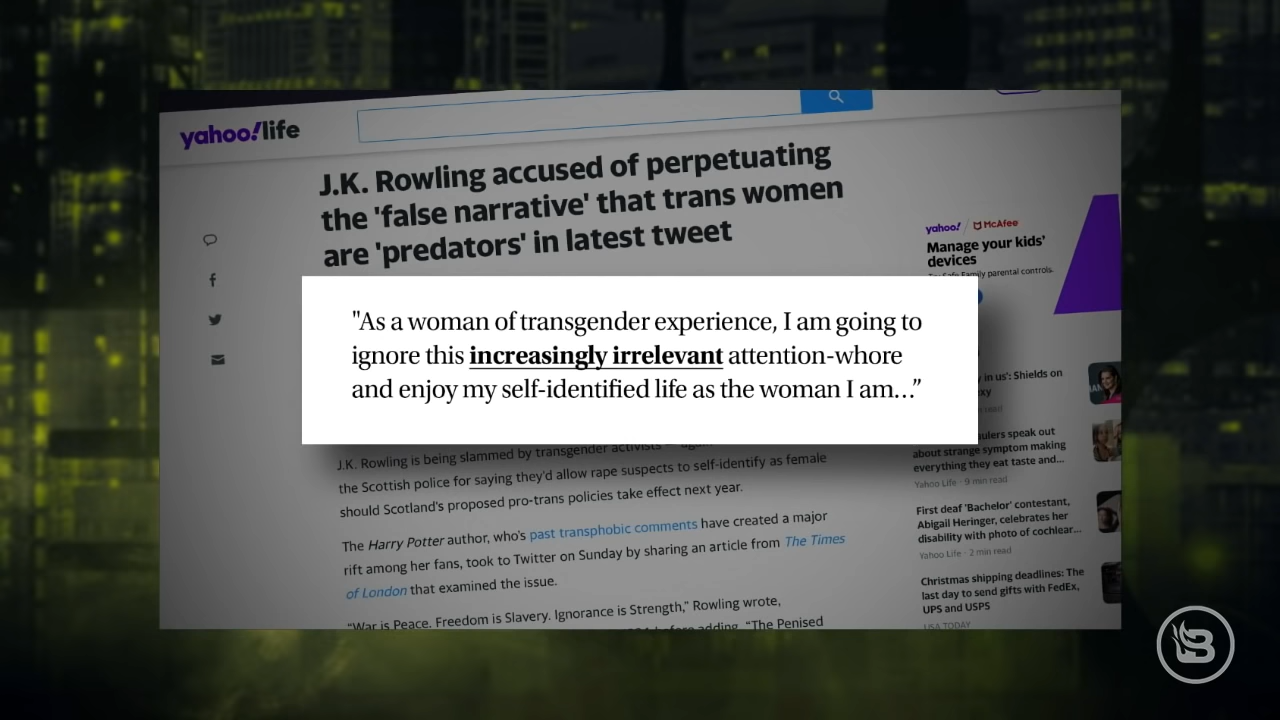 yahoo!life
J.K. Rowling accused of perpetuating
the 'false narrative' that trans women
are 'predators' in latest tweet
"As a woman of transgender experience, I am going to
ignore this increasingly irrelevant attention-whore
and enjoy my self-identified life as the woman I am…”
J.K. Rowling is being slammed by transgender activists
the Scottish police for saying they'd allow rape suspects to self-identify as female
should Scotland's proposed pro-trans policies take effect next year.
The Harry Potter author, who's past transphobic comments have created a major
rift among her fans, took to Twitter on Sunday by sharing an article from The Times
of London that examined the issue.
“War is Peace. Freedom is Slavery. Ignorance is Strength,” Rowling wrote,
before adding, “The Penised
yahoo! / McAfee
Manage your kids’
devices
Family parental controls.
in us': Shields on
read
speak out
about strange symptom making
everything they eat taste and...
Yahoo Life · 9 min read
First deaf 'Bachelor' contestant,
Abigail Heringer, celebrates her
disability with photo of cochlear...
Yahoo Life · 2 min read
Christmas shipping deadlines: The
last day to send gifts with FedEx,
UPS and USPS
USA TODAY
B